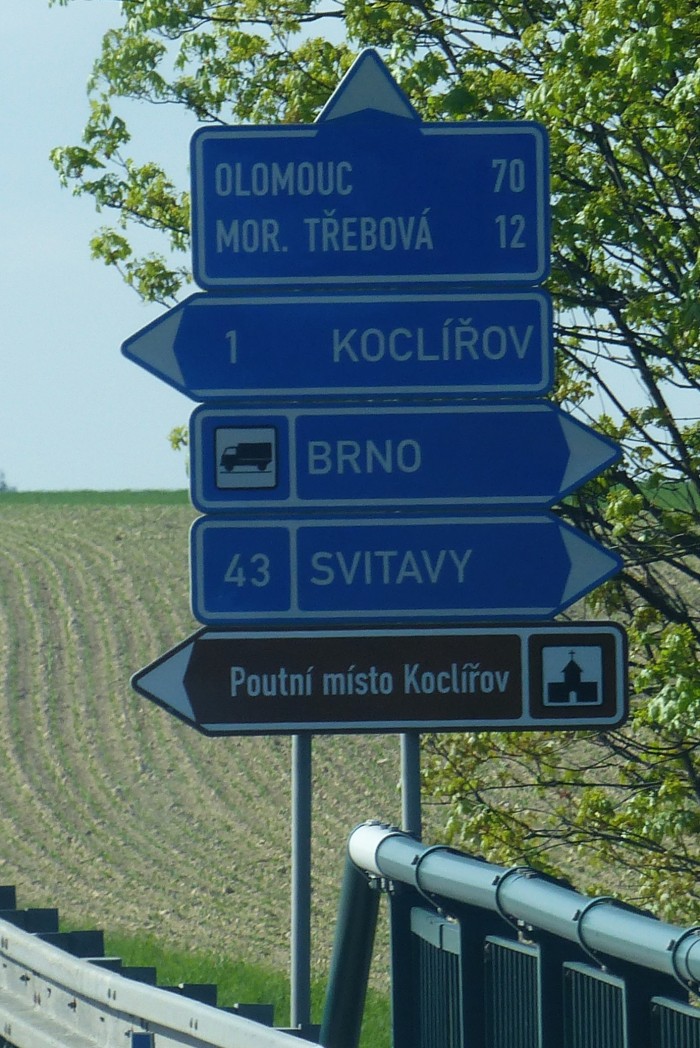 OLOMOUC 70
MOR. TŘEBOVÁ 12
1 KOCLÍŘOV
BRNO
43 SVITAVY
Poutní místo Koclířov